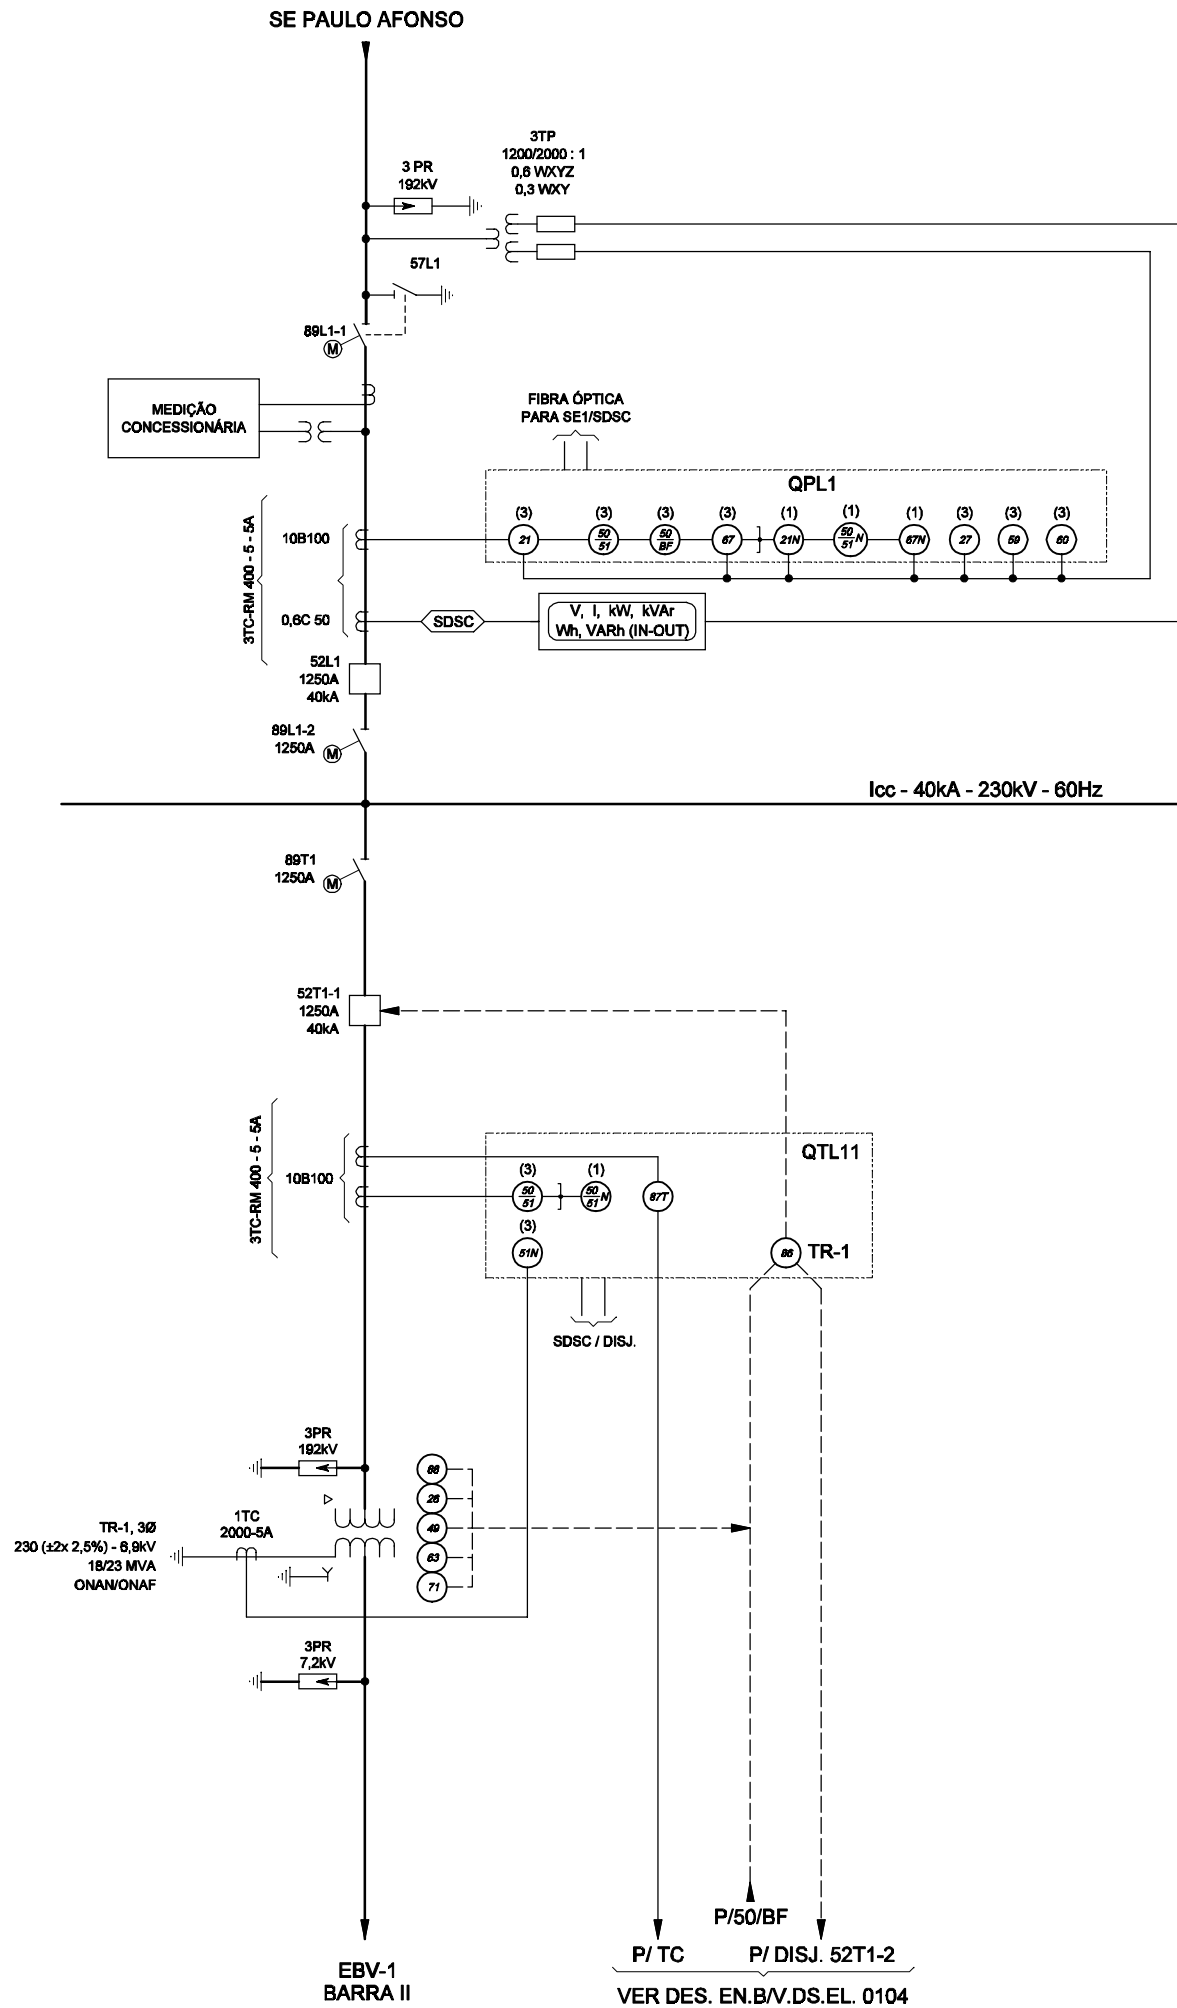 SE PAULO AFONSO
3TP
1200/2000 : 1
0,6 WXYZ
0,3 WXY
3 PR
192kV
57L1
89L1-1
M
MEDIÇÃO
CONCESSIONÁRIA
FIBRA ÓPTICA
PARA SE1/SDSC
QPL1
3TC-RM 400 - 5 - 5A
10B100
(3) (3) (3) (3) (1) (1) (1) (3) (3) (3)
21 50/51 50/BF 67 21N 50/51 N 67N 27 59 60
0,6C 50
SDSC
V, I, kW, kVAr
Wh, VARh (IN-OUT)
52L1
1250A
40kA
89L1-2
1250A
M
Icc - 40kA - 230kV - 60Hz
89T1
1250A
M
52T1-1
1250A
40kA
3TC-RM 400 - 5 - 5A
10B100
QTL11
(3) (1)
50/51 50/51 N 87T
(3)
51N
86
TR-1
SDSC / DISJ.
3PR
192kV
TR-1, 3Ø
230 (±2x 2,5%) - 6,9kV
18/23 MVA
ONAN/ONAF
1TC
2000-5A
Y
26
49
63
71
3PR
7,2kV
P/50/BF
P/ TC
P/ DISJ. 52T1-2
EBV-1
BARRA II
VER DES. EN.B/V.DS.EL. 0104